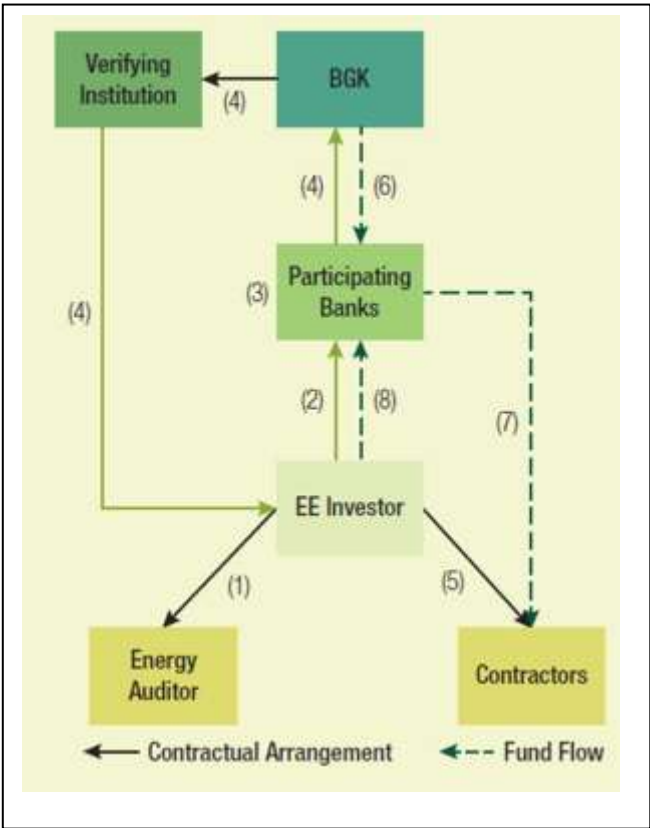 Verifying
Institution
BGK
(4)
(4)
(6)
Participating
Banks
(3)
(4)
(2)
(8)
(7)
EE Investor
(1)
(5)
Energy
Auditor
Contractors
Contractual Arrangement
Fund Flow